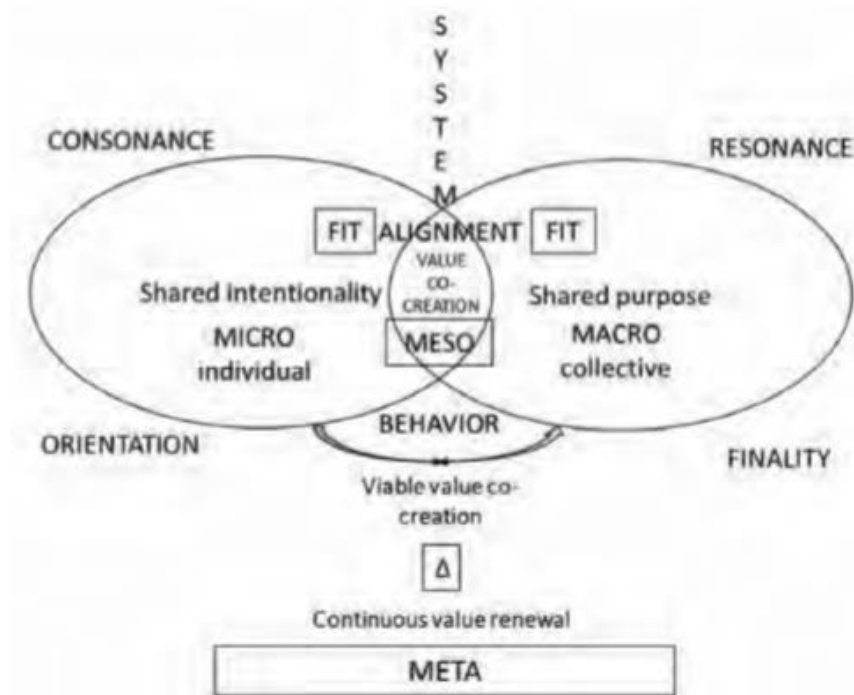 SYSTEM
CONSONANCE
RESONANCE
FIT ALIGNMENT FIT
VALUE
CO-
CREATION
Shared intentionality
Shared purpose
MICRO
individual
MESO
MACRO
collective
BEHAVIOR
ORIENTATION
FINALITY
Viable value co-
creation
Δ
Continuous value renewal
META